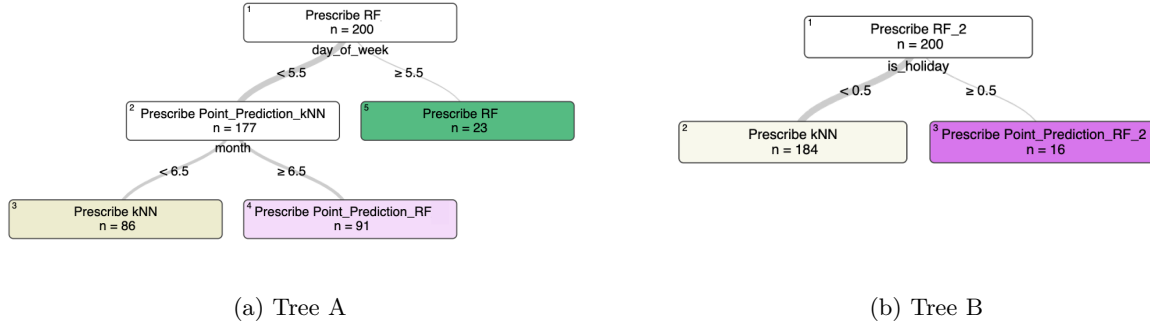 1
Prescribe RF
n = 200
day_of_week
< 5.5
≥ 5.5
2
Prescribe Point_Prediction_kNN
n = 177
month
5
Prescribe RF
n = 23
< 6.5
≥ 6.5
3
Prescribe kNN
n = 86
4
Prescribe Point_Prediction_RF
n = 91
(a) Tree A
1
Prescribe RF_2
n = 200
is_holiday
< 0.5
≥ 0.5
2
Prescribe kNN
n = 184
3
Prescribe Point_Prediction_RF_2
n = 16
(b) Tree B